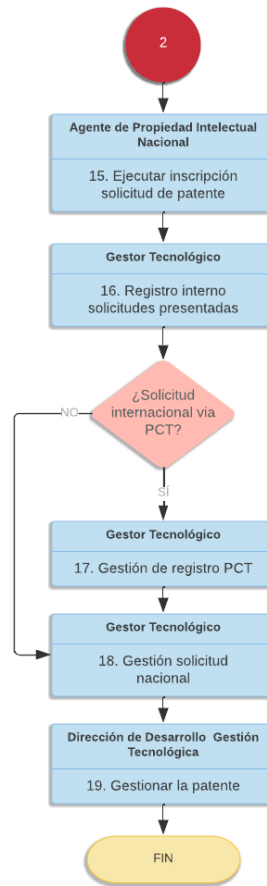 2
Agente de Propiedad Intelectual
Nacional
15. Ejecutar inscripción
solicitud de patente
Gestor Tecnológico
16. Registro interno
solicitudes presentadas
¿Solicitud
internacional via
PCT?
NO
SÍ
Gestor Tecnológico
17. Gestión de registro PCT
Gestor Tecnológico
18. Gestión solicitud
nacional
Dirección de Desarrollo Gestión
Tecnológica
19. Gestionar la patente
FIN